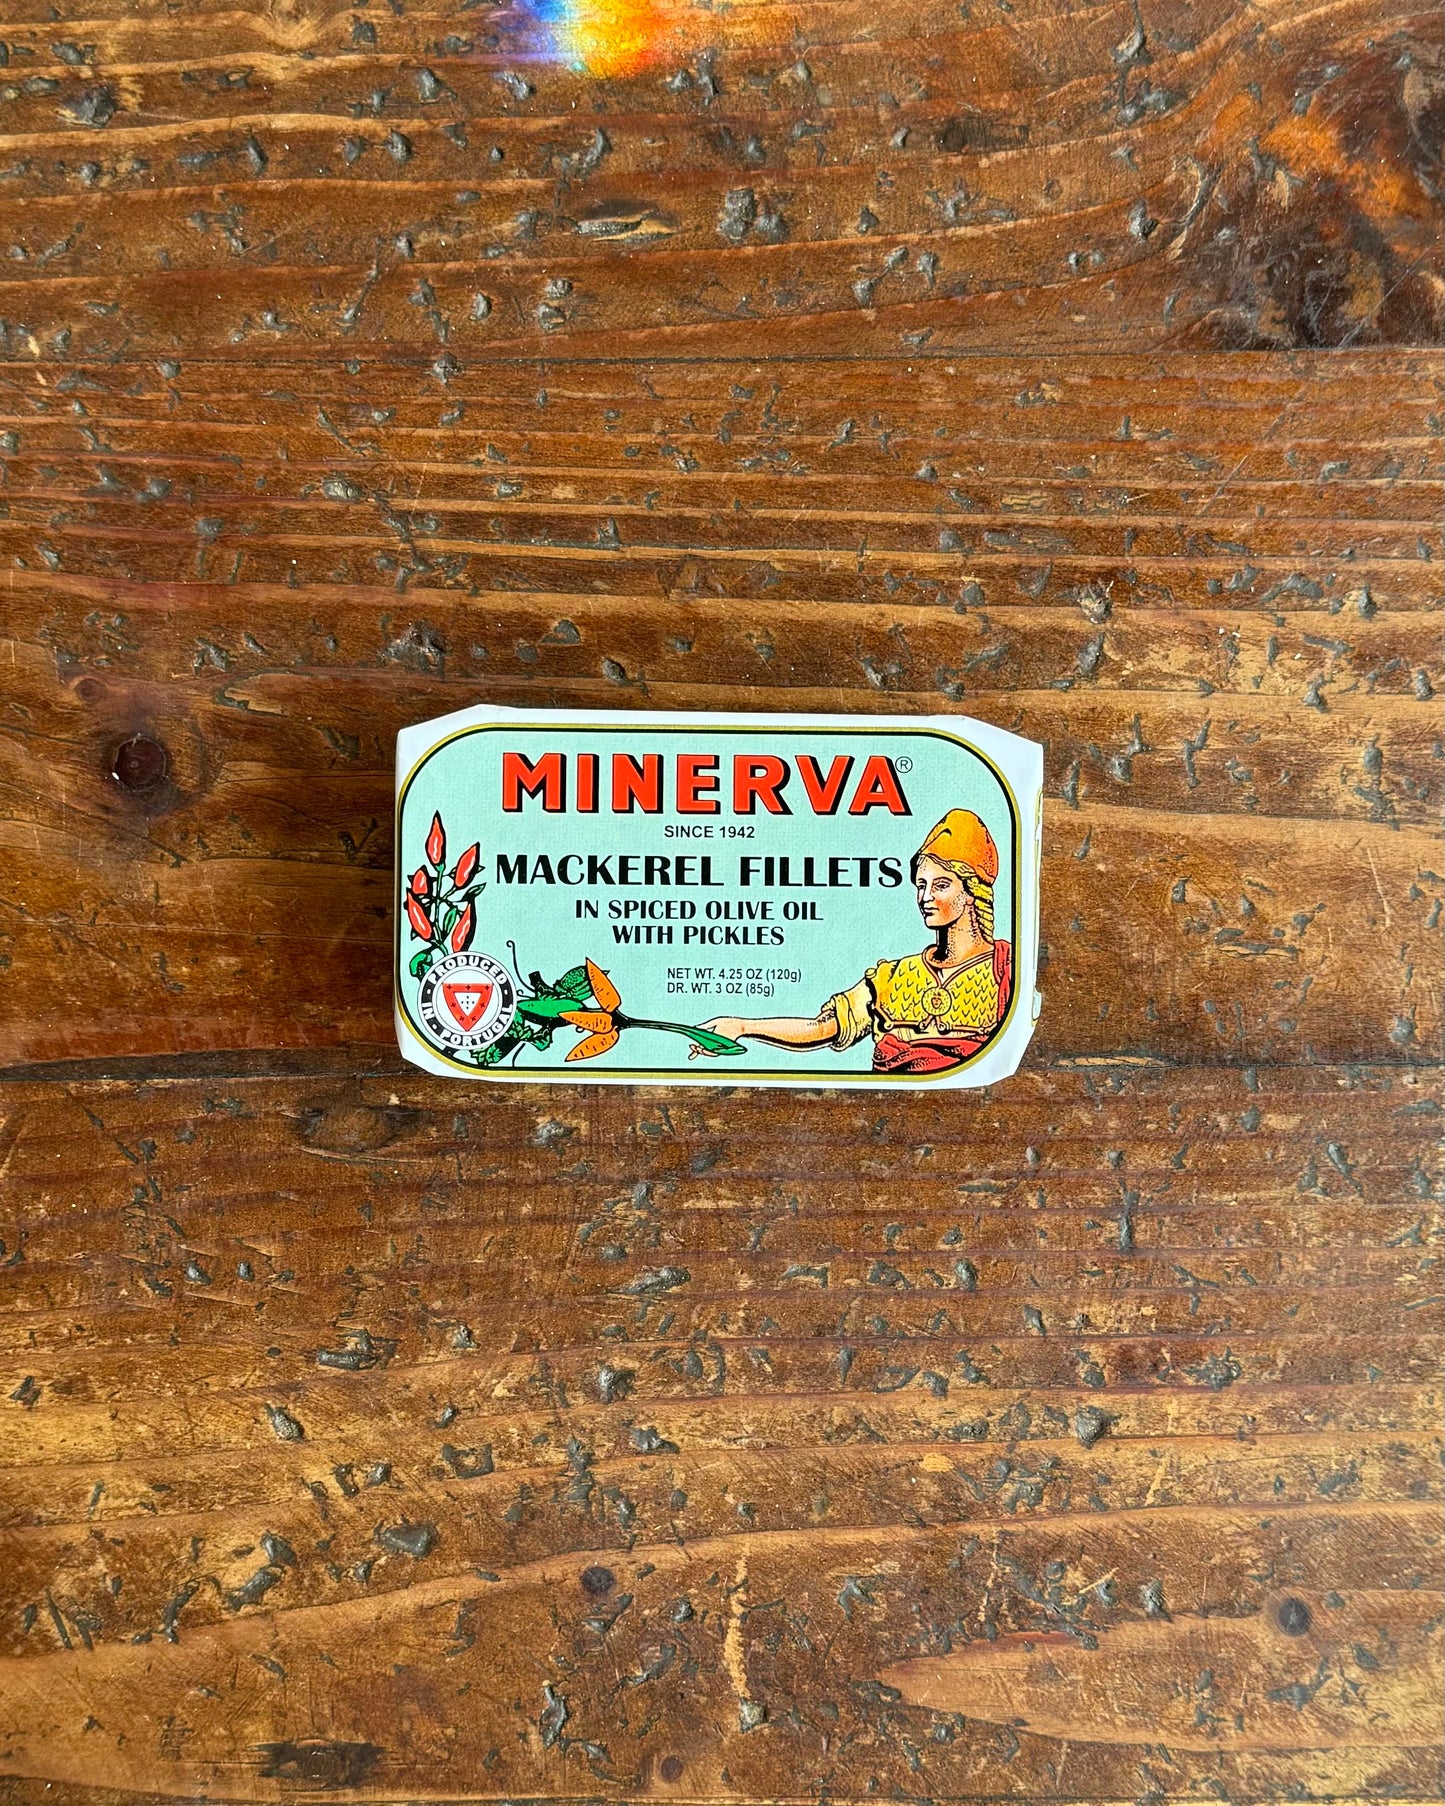 MINERVA®
SINCE 1942
MACKEREL FILLETS
IN SPICED OLIVE OIL
WITH PICKLES
NET WT. 4.25 OZ (120g)
DR. WT. 3 OZ (85g)
PRODUCED
IN · PORTUGAL